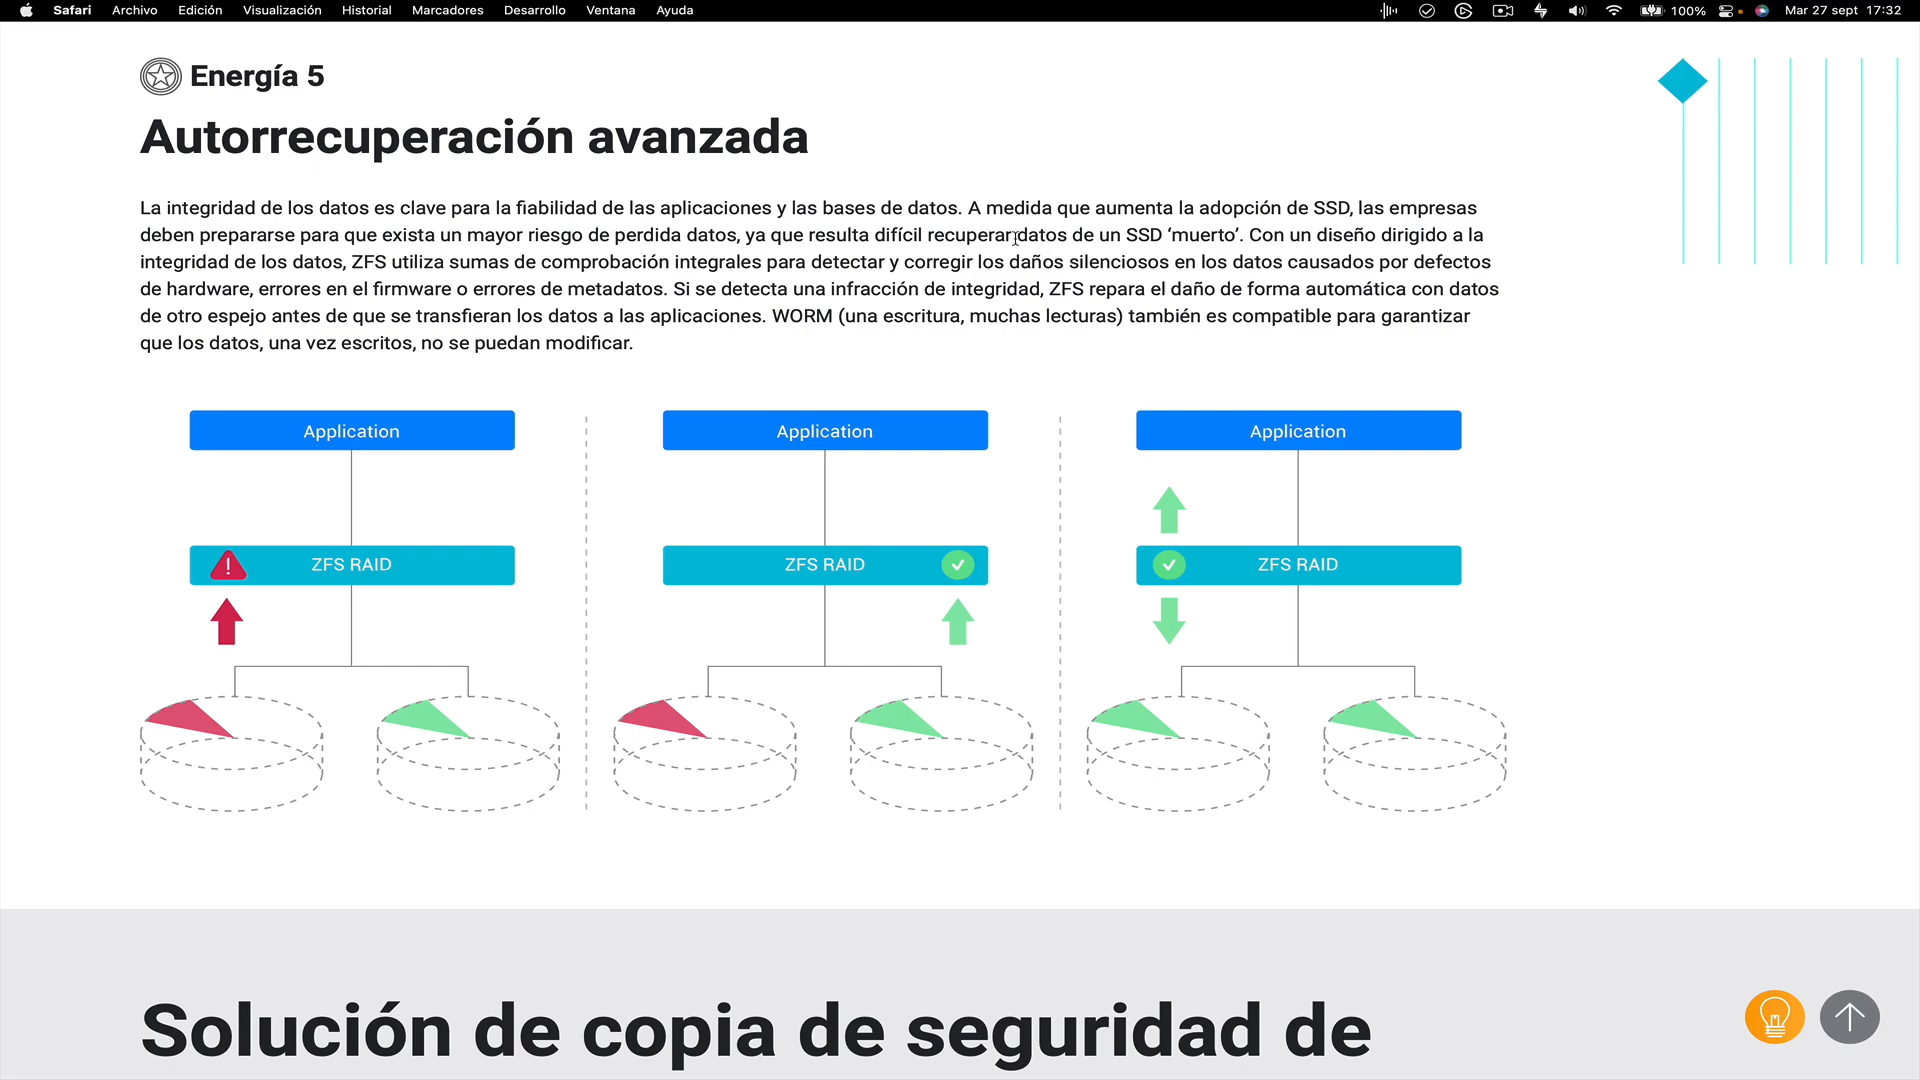 Safari Archivo Edición Visualización Historial Marcadores Desarrollo Ventana Ayuda 100% Mar 27 sept 17:32
Energía 5
Autorrecuperación avanzada
La integridad de los datos es clave para la fiabilidad de las aplicaciones y las bases de datos. A medida que aumenta la adopción de SSD, las empresas
deben prepararse para que exista un mayor riesgo de perdida datos, ya que resulta difícil recuperar datos de un SSD ‘muerto’. Con un diseño dirigido a la
integridad de los datos, ZFS utiliza sumas de comprobación integrales para detectar y corregir los daños silenciosos en los datos causados por defectos
de hardware, errores en el firmware o errores de metadatos. Si se detecta una infracción de integridad, ZFS repara el daño de forma automática con datos
de otro espejo antes de que se transfieran los datos a las aplicaciones. WORM (una escritura, muchas lecturas) también es compatible para garantizar
que los datos, una vez escritos, no se puedan modificar.
Application Application Application
ZFS RAID ZFS RAID ZFS RAID
Solución de copia de seguridad de